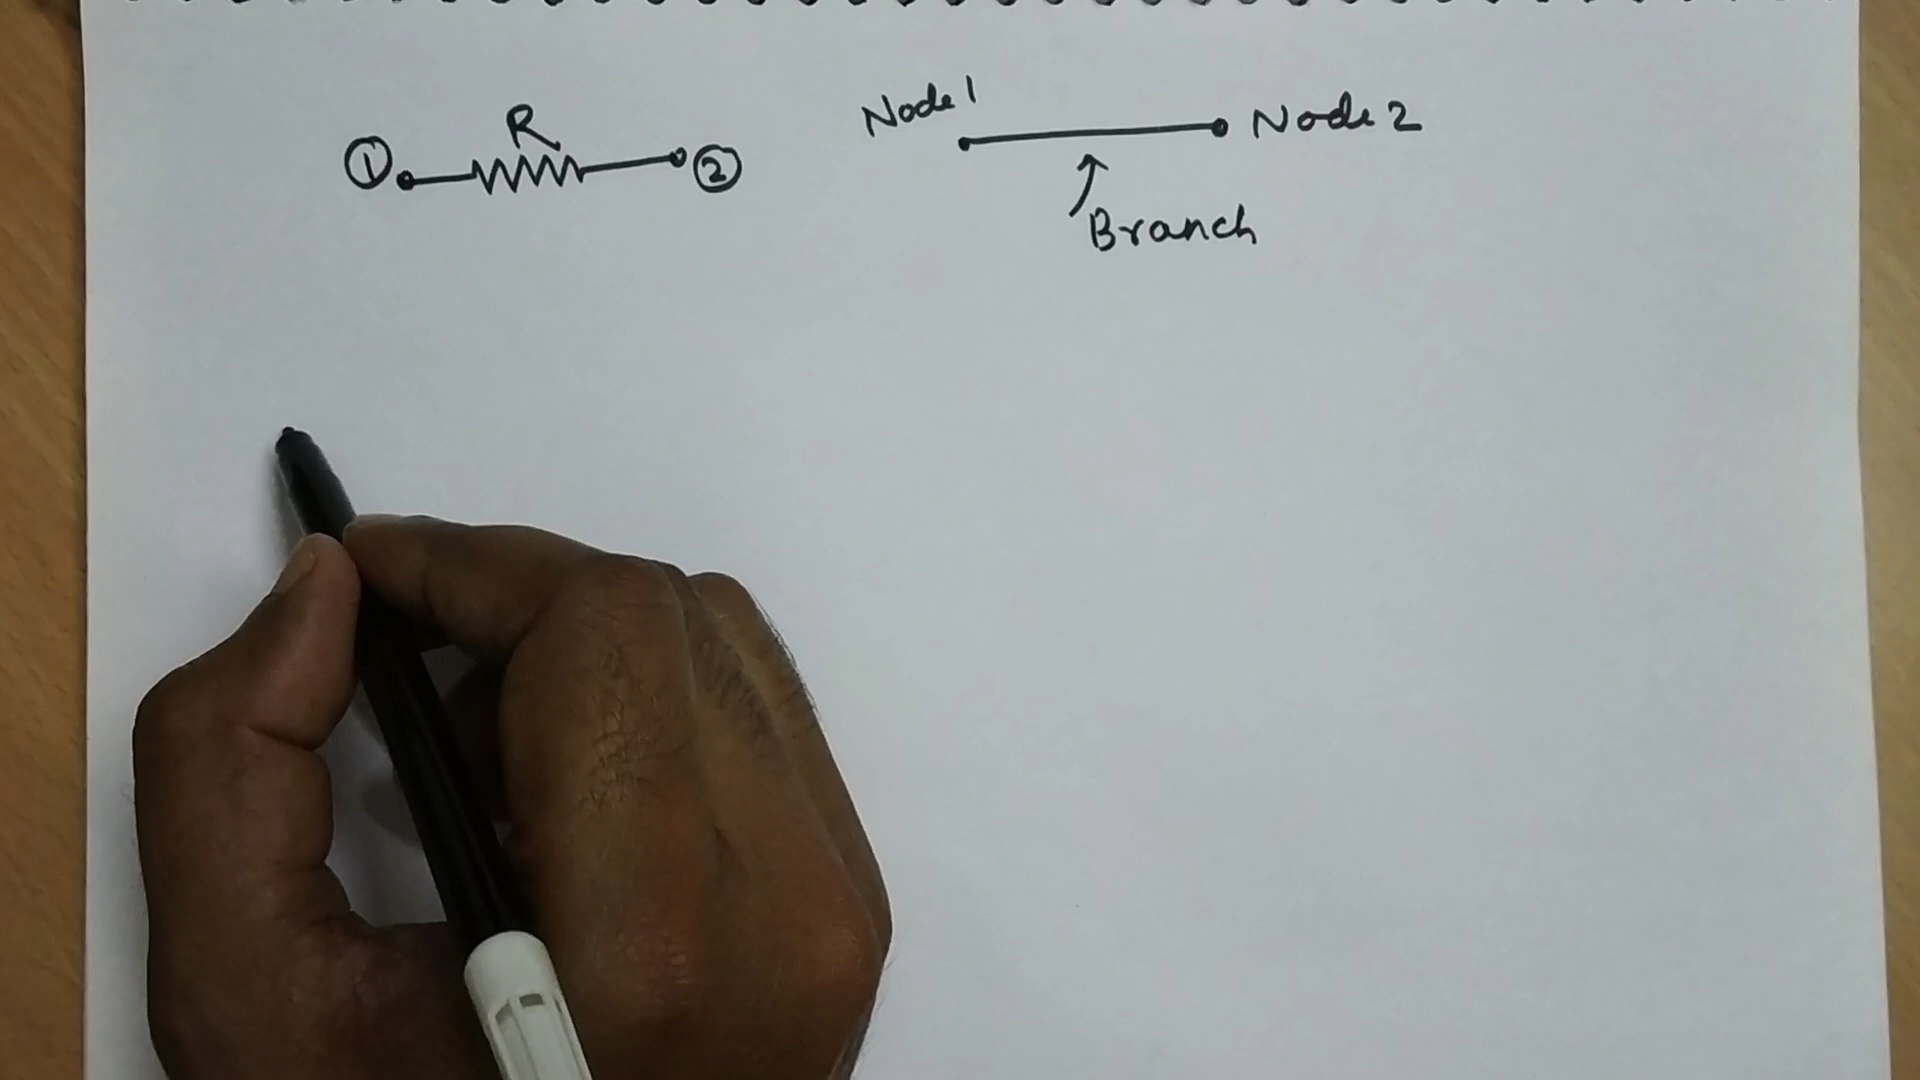 R
① ②
Node 1
Node 2
Branch